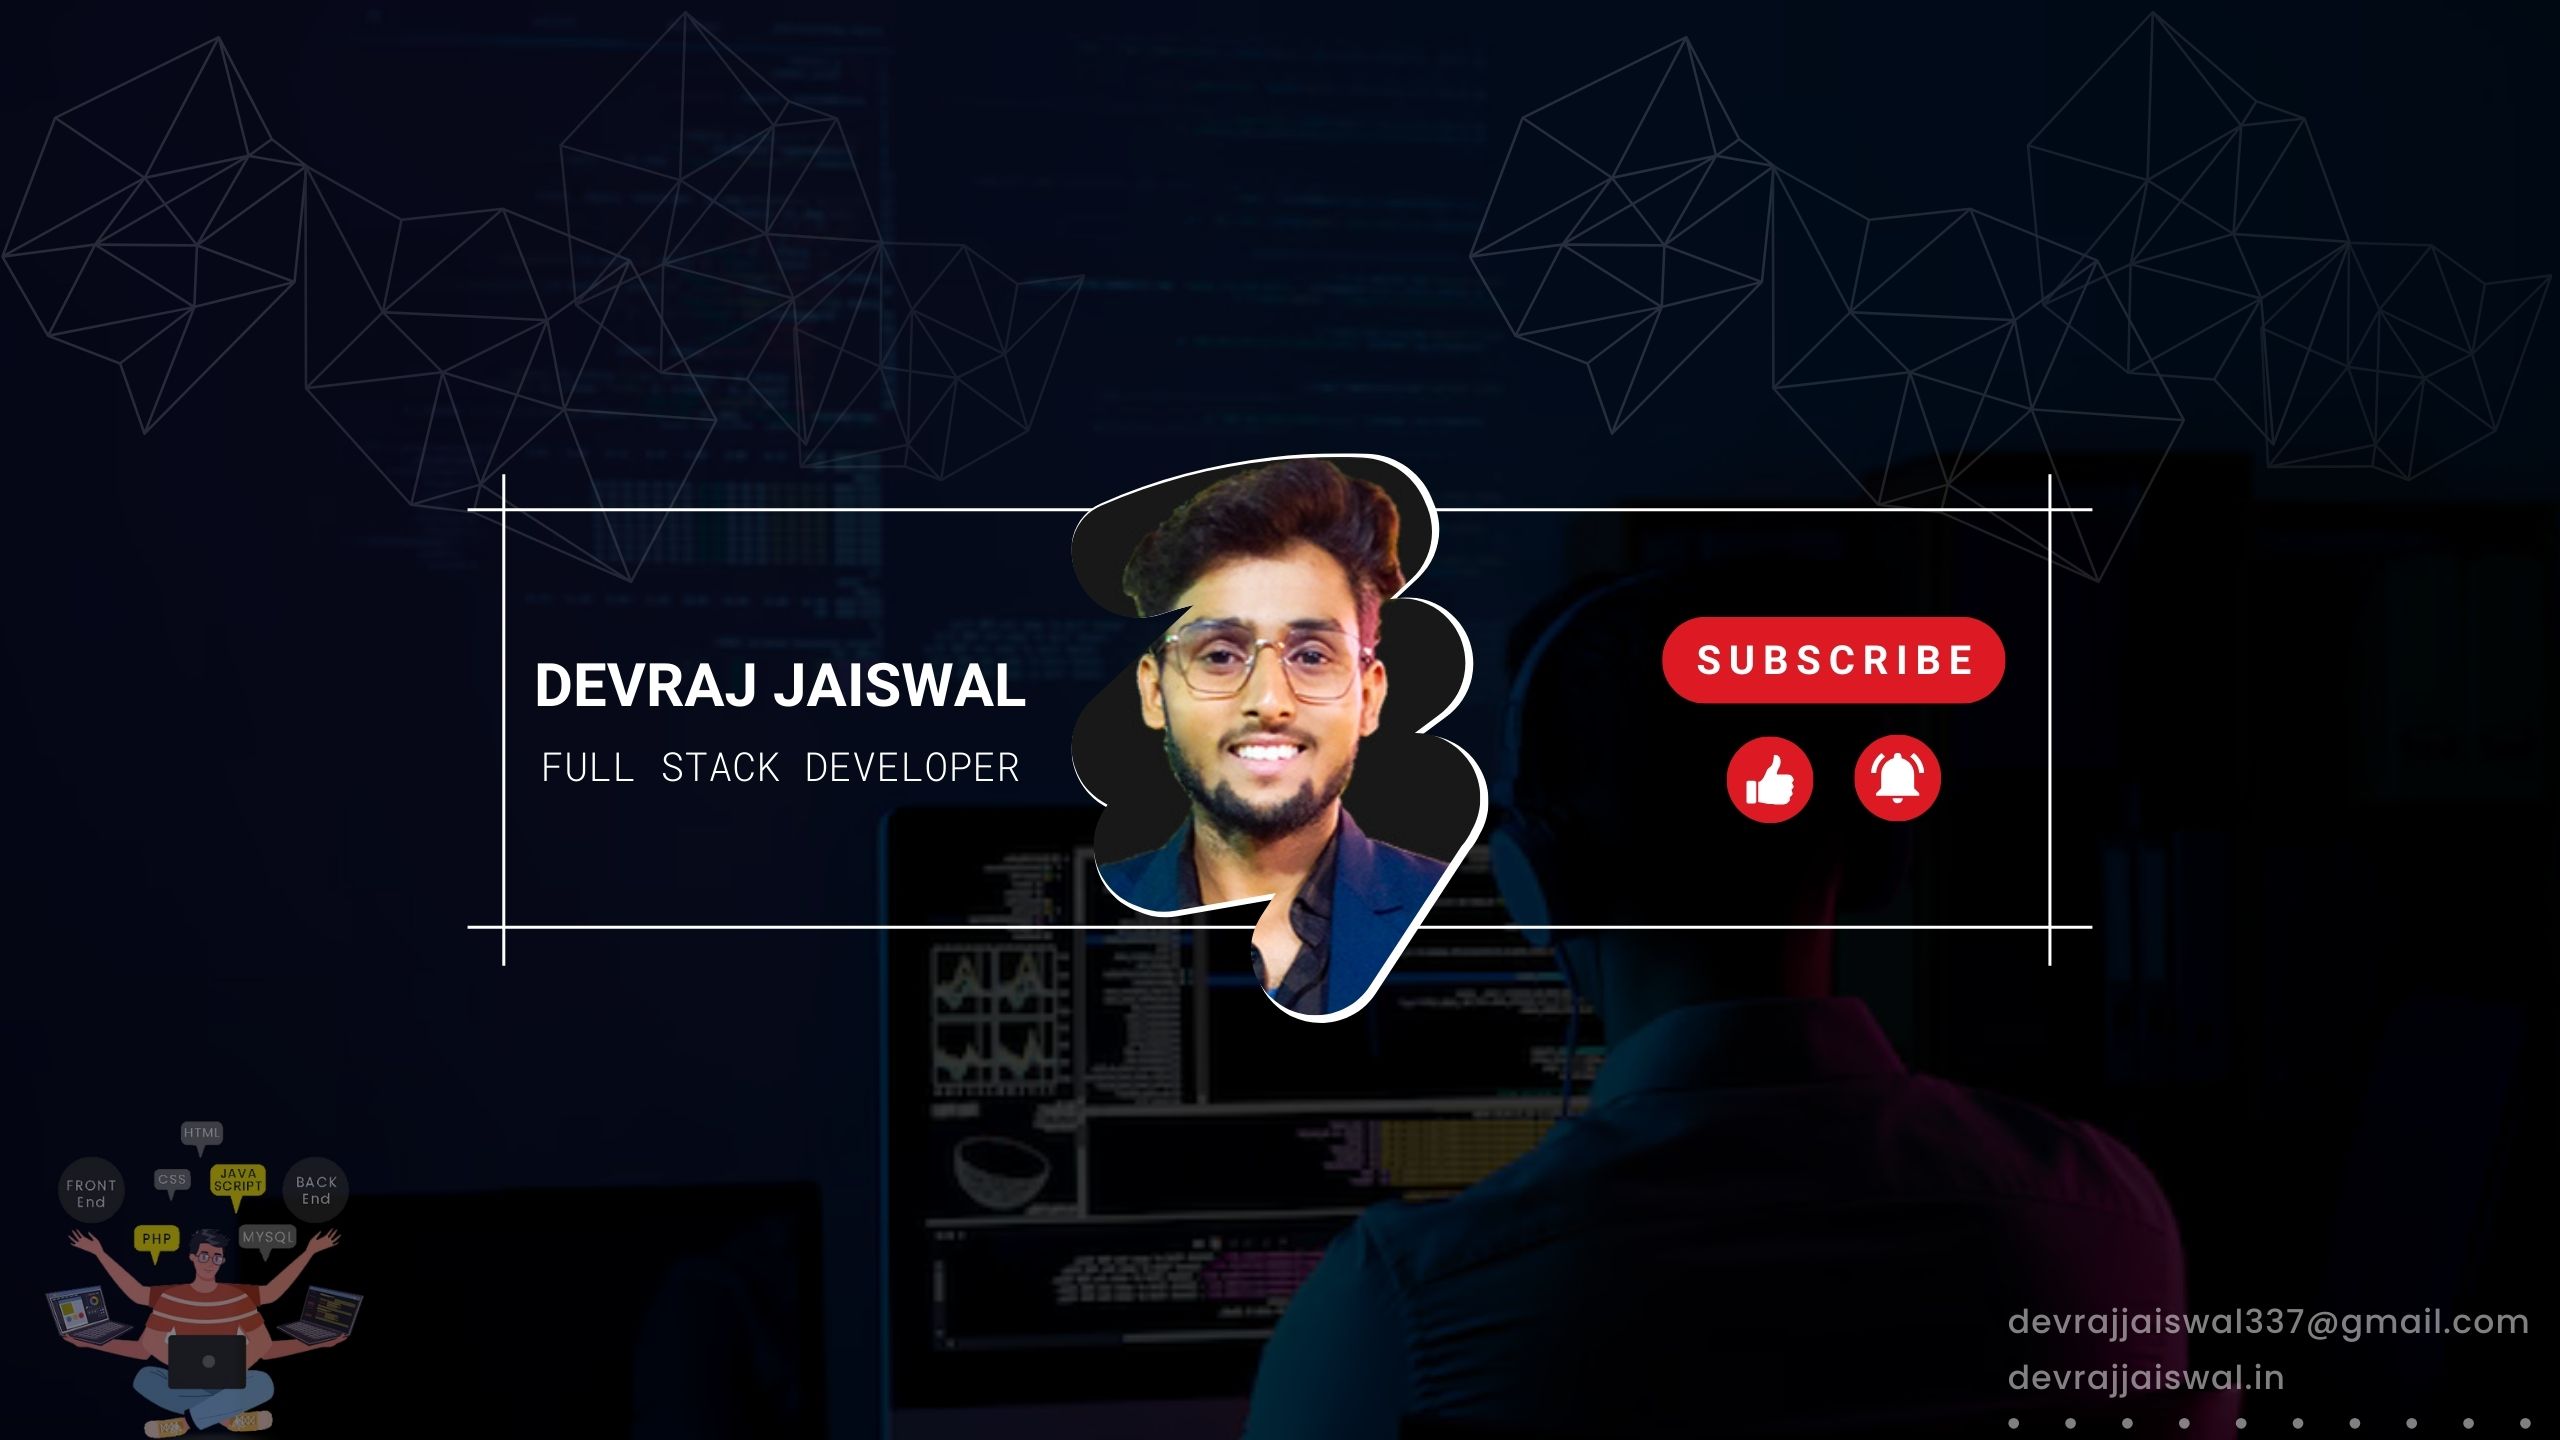 DEVRAJ JAISWAL
FULL STACK DEVELOPER
SUBSCRIBE
HTML
CSS
JAVA
SCRIPT
FRONT
End
BACK
End
PHP
MYSQL
devrajjaiswal337@gmail.com
devrajjaiswal.in